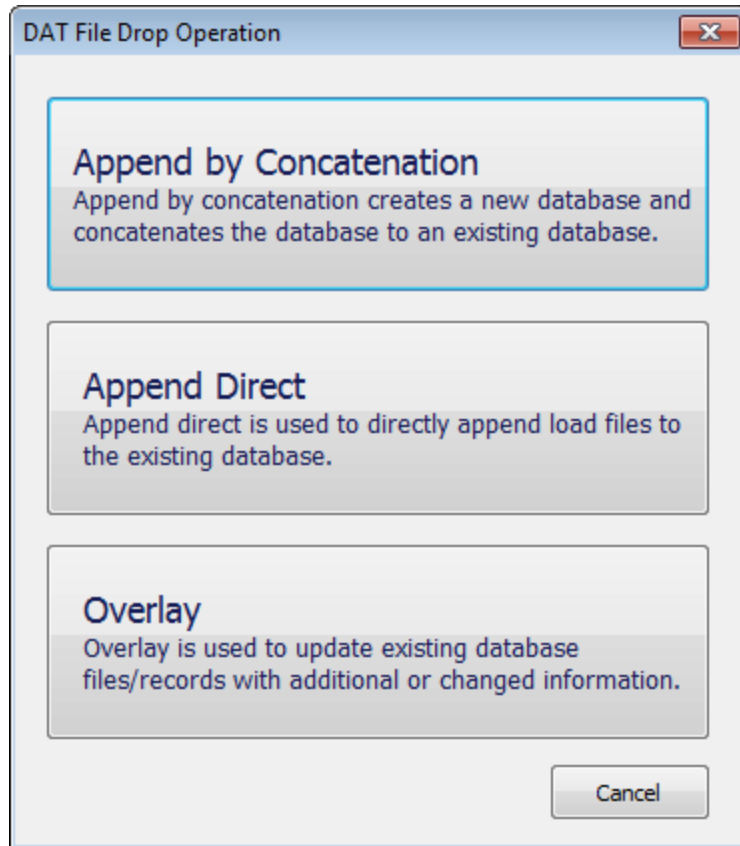 DAT File Drop Operation
Append by Concatenation
Append by concatenation creates a new database and
concatenates the database to an existing database.
Append Direct
Append direct is used to directly append load files to
the existing database.
Overlay
Overlay is used to update existing database
files/records with additional or changed information.
Cancel